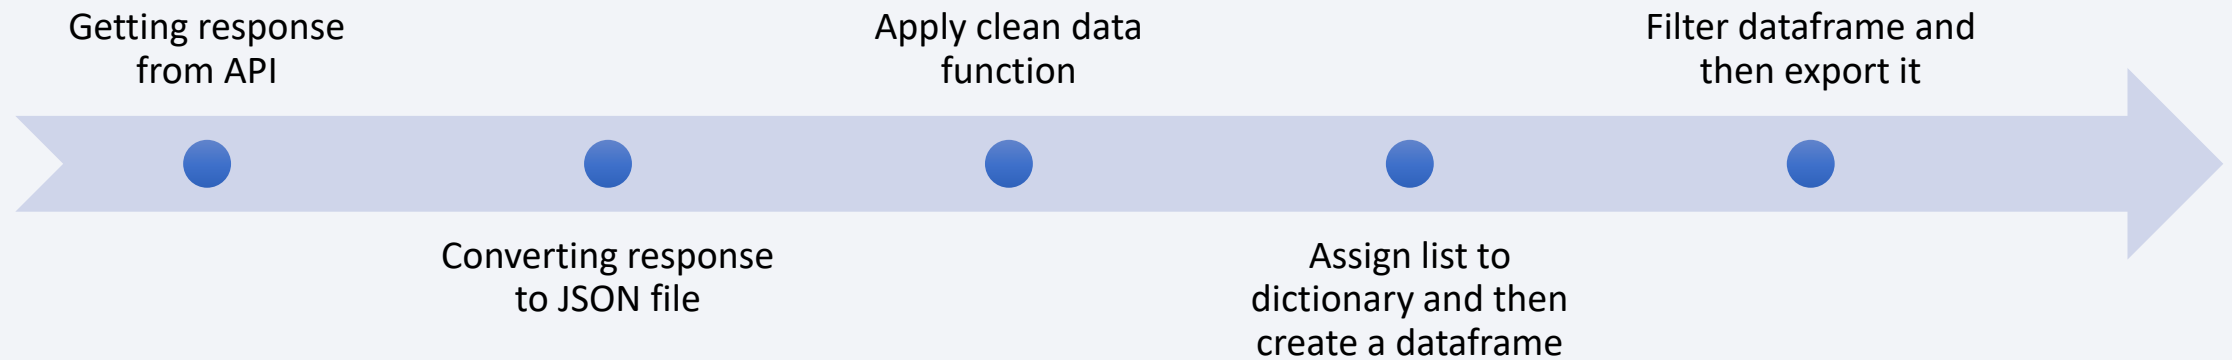 Getting response
from API
Converting response
to JSON file
Apply clean data
function
Assign list to
dictionary and then
create a dataframe
Filter dataframe and
then export it